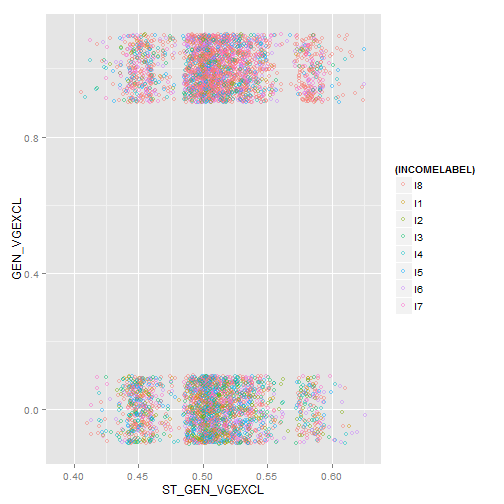 0.8
0.4
0.0
GEN_VGEXCL
0.40 0.45 0.50 0.55 0.60
ST_GEN_VGEXCL
(INCOMELABEL)
I8
I1
I2
I3
I4
I5
I6
I7